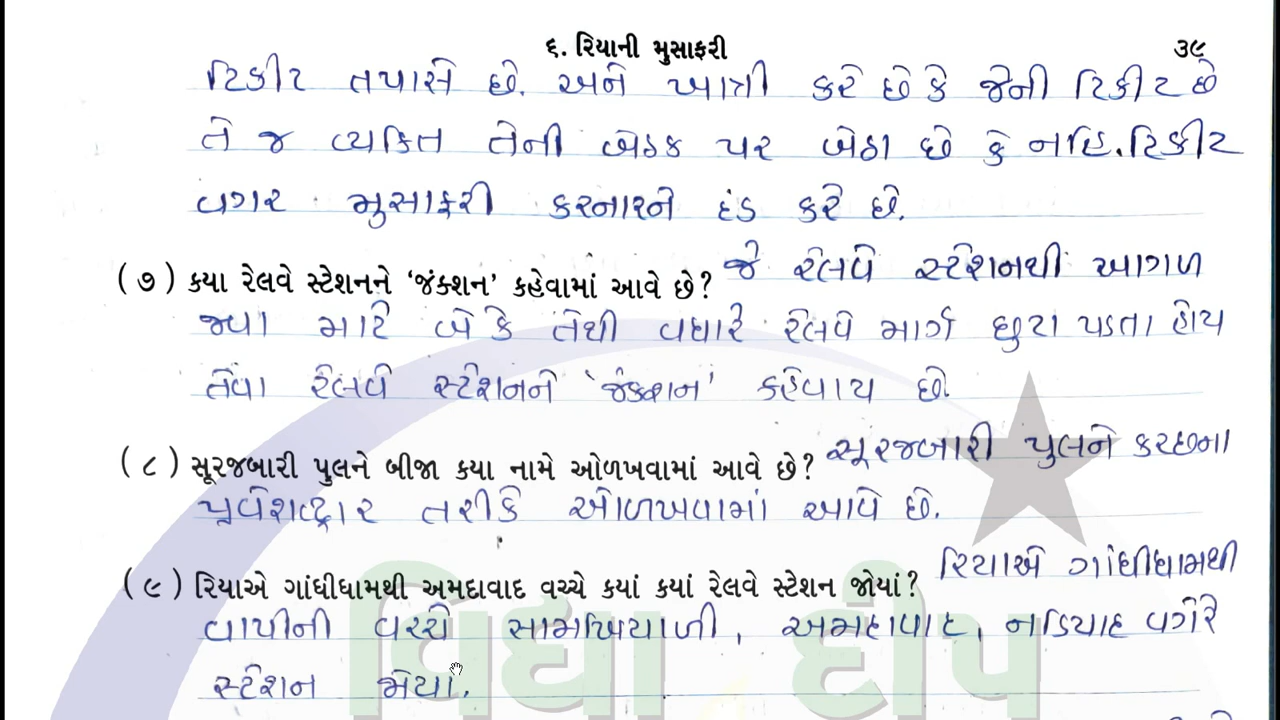 ૬. રિયાની મુસાફરી ૩૯
ટિકીટ તપાસે છે. અને ખાત્રી કરે છે કે જેની ટિકીટ છે
તે જ વ્યકિત તેની બેઠક પર બેઠા છે કે નહિ. ટિકીટ
વગર મુસાફરી કરનારને દંડ કરે છે.
(૭) કયા રેલવે સ્ટેશનને ‘જંક્શન’ કહેવામાં આવે છે? જે રેલવે સ્ટેશનથી આગળ
જવા માટે બે કે તેથી વધારે રેલવે માર્ગ છુટા પડતા હોય
તેવા રેલવે સ્ટેશનને ‘જંકશન’ કહેવાય છે.
(૮) સૂરજબારી પુલને બીજા કયા નામે ઓળખવામાં આવે છે? સૂરજબારી પુલને કચ્છના
તરીકે ઓળખવામાં આવે છે.
(૯) રિયાએ ગાંધીધામથી અમદાવાદ વચ્ચે કયાં કયાં રેલવે સ્ટેશન જોયાં? રિયાએ ગાંધીધામથી
વાપીની વચ્ચે સામખિયાળી, અમદાવાદ, નડિયાદ વગેરે
સ્ટેશન જોયા.
વિદ્યા દીપ